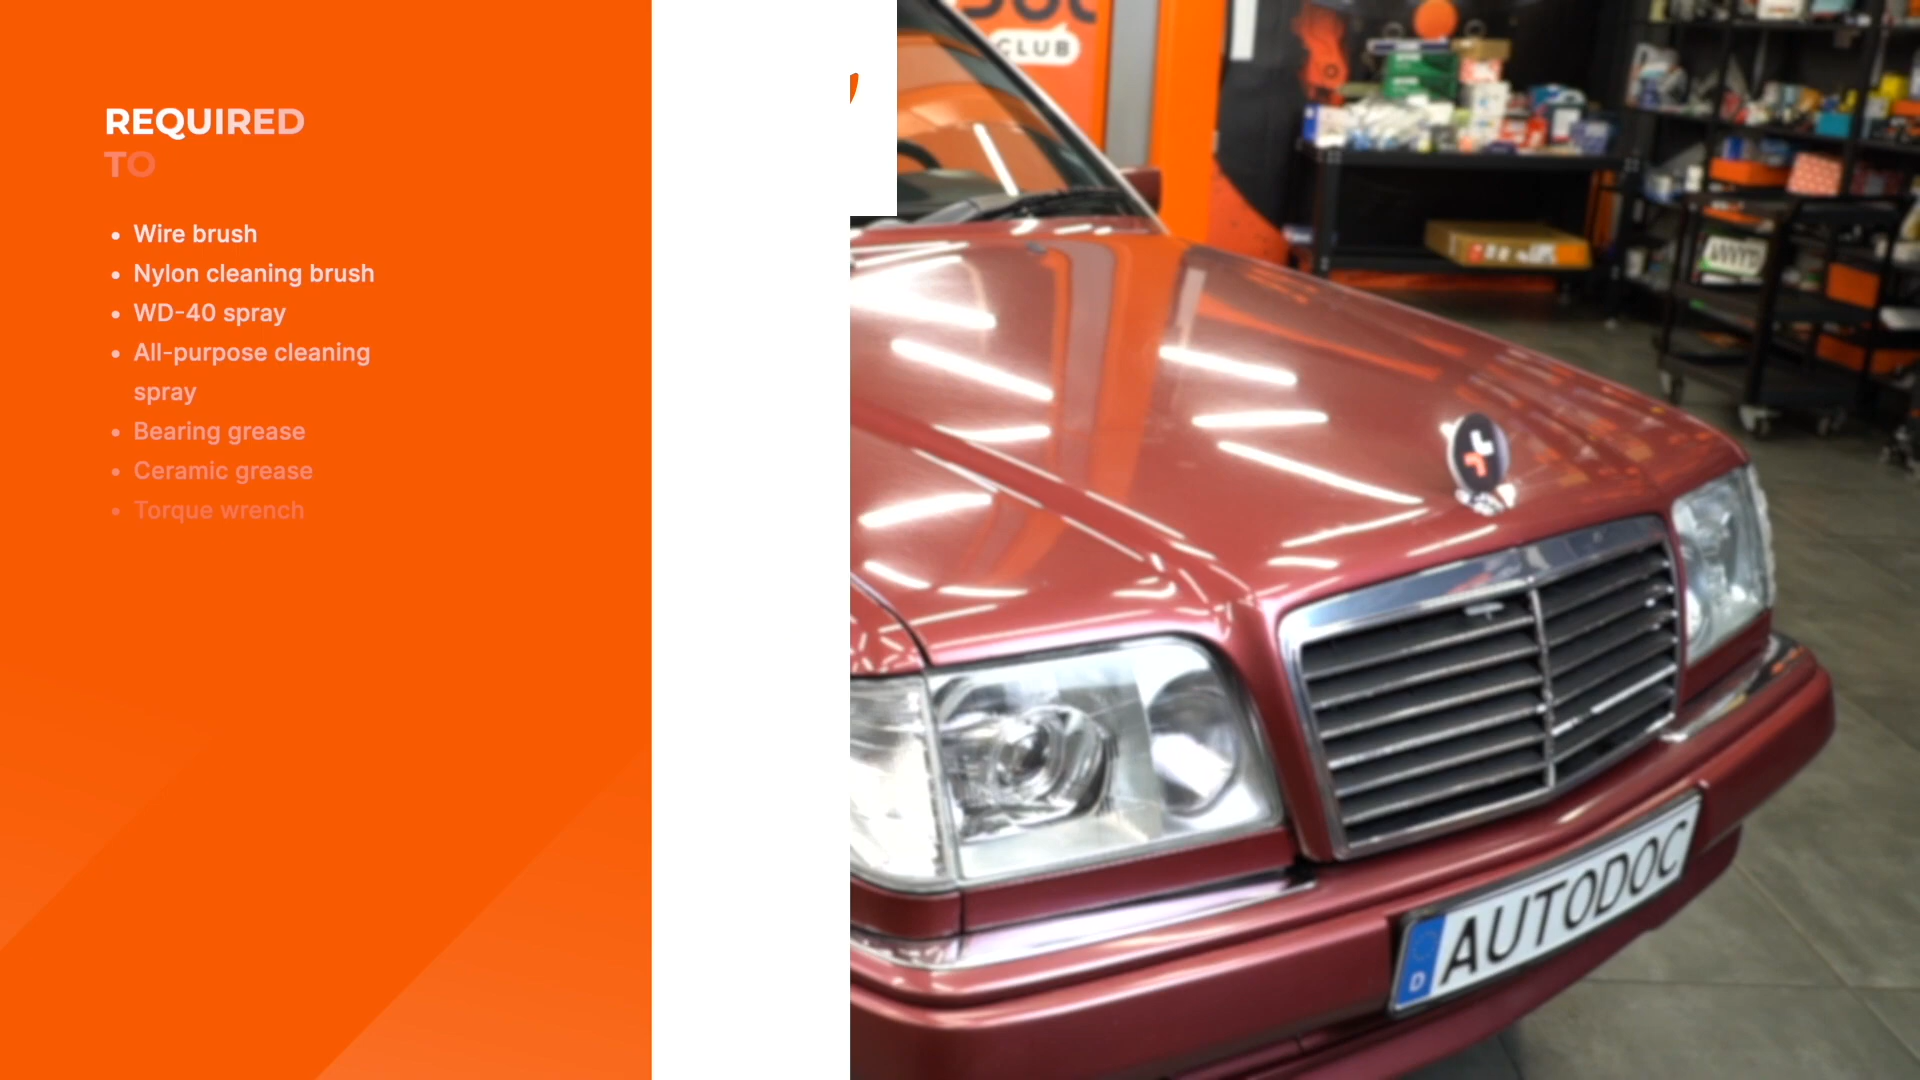 REQUIRED
TO
• Wire brush
• Nylon cleaning brush
• WD-40 spray
• All-purpose cleaning
spray
• Bearing grease
• Ceramic grease
• Torque wrench
CLUB
D
AUTODOC